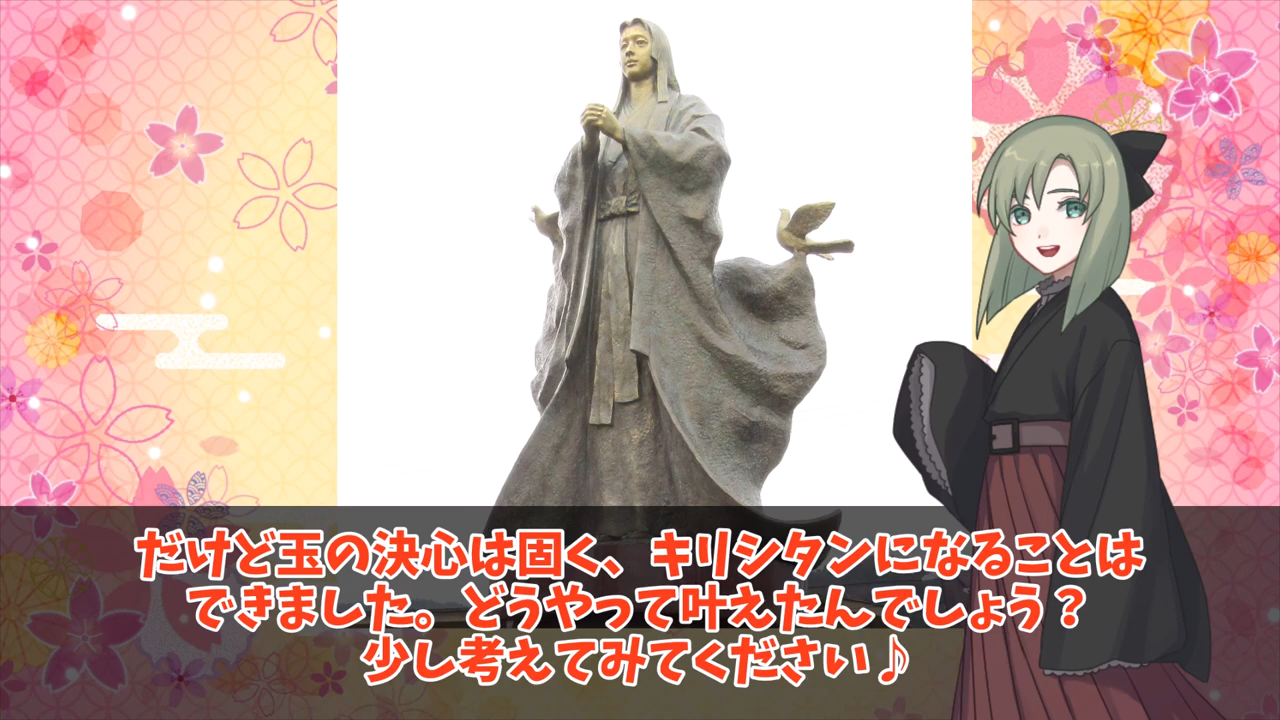 だけど玉の決心は固く、キリシタンになることは
できました。どうやって叶えたんでしょう？
少し考えてみてください♪